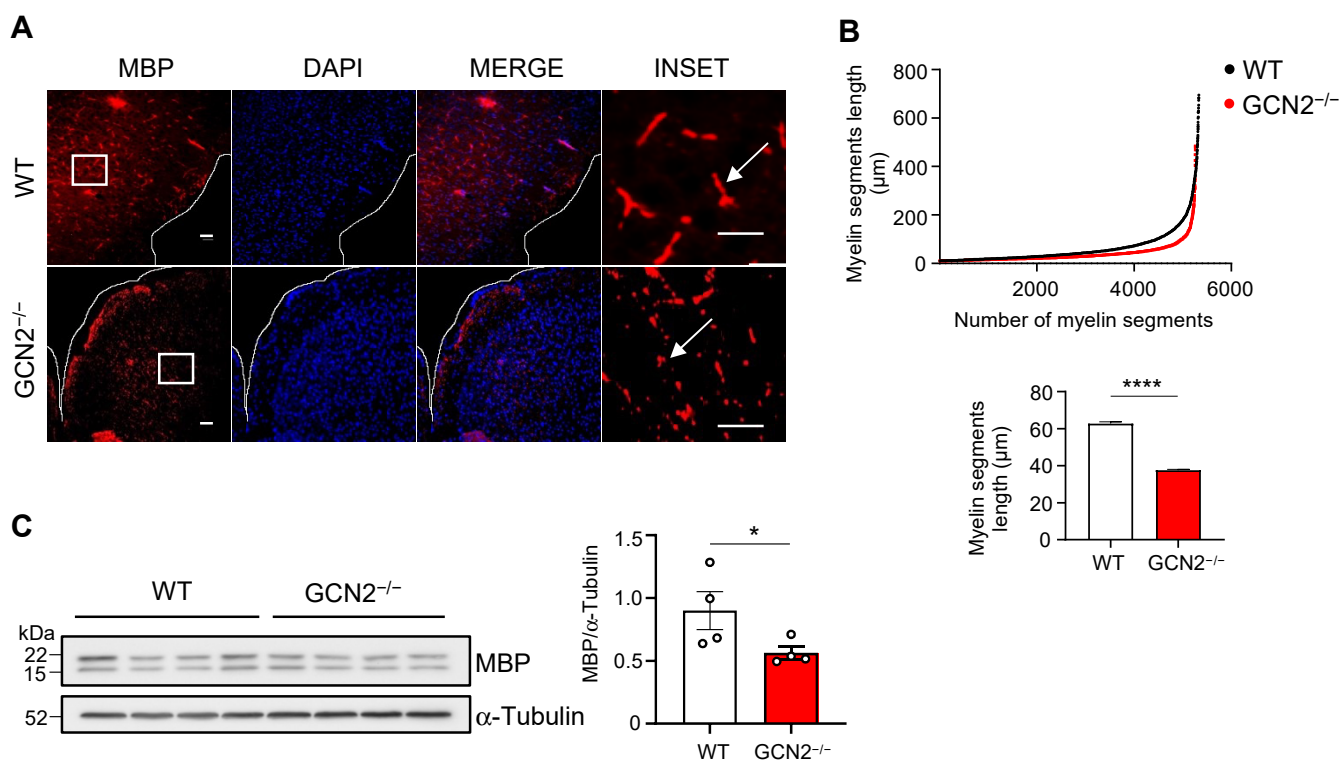 A
MBP DAPI MERGE INSET
WT
GCN2⁻/⁻
B
800
600
400
200
0
2000 4000 6000
Myelin segments length
(µm)
Number of myelin segments
WT
GCN2⁻/⁻
80
60
40
20
0
Myelin segments
length (µm)
****
WT GCN2⁻/⁻
C
WT GCN2⁻/⁻
kDa
22
15
MBP
52
α-Tubulin
1.5
1.0
0.5
0
MBP/α-Tubulin
*
WT GCN2⁻/⁻